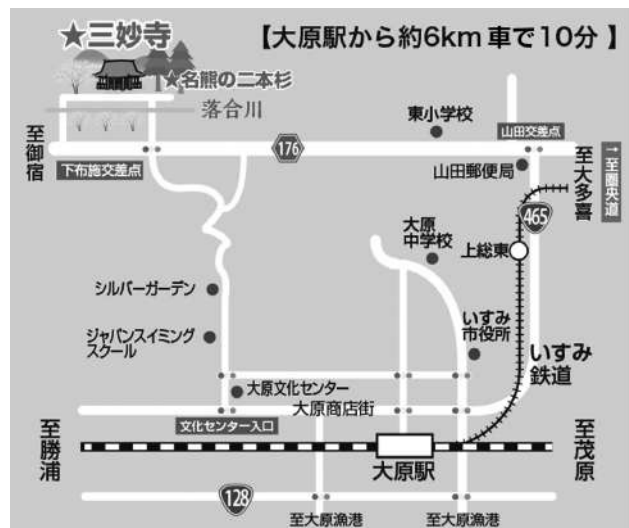 ★三妙寺
【大原駅から約6km 車で10分 】
★名熊の二本杉
落合川
東小学校
山田交差点
至御宿
176
下布施交差点
山田郵便局
至大多喜
→至圏央道
465
大原
中学校
上総東
シルバーガーデン
いすみ
市役所
ジャパンスイミング
スクール
いすみ
鉄道
大原文化センター
大原商店街
文化センター入口
至勝浦
大原駅
至茂原
128
至大原漁港
至大原漁港